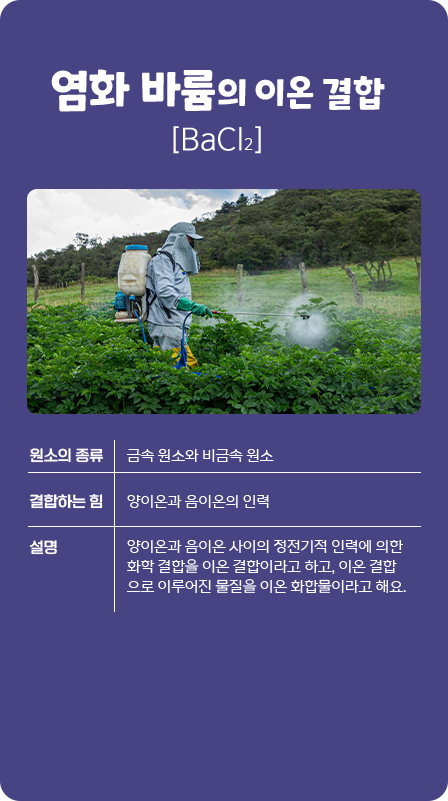 염화 바륨의 이온 결합
[BaCl₂]
원소의 종류 금속 원소와 비금속 원소
결합하는 힘 양이온과 음이온의 인력
설명 양이온과 음이온 사이의 정전기적 인력에 의한
화학 결합을 이온 결합이라고 하고, 이온 결합
으로 이루어진 물질을 이온 화합물이라고 해요.